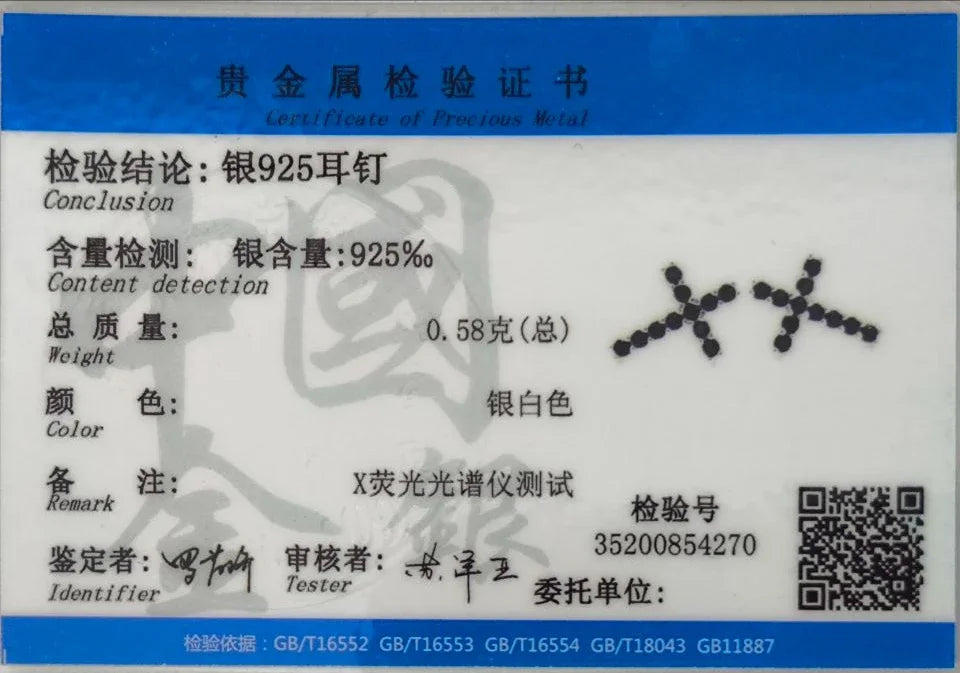 贵金属检验证书
Certificate of Precious Metal
检验结论: 银925耳钉
Conclusion
含量检测: 银含量:925‰
Content detection
总质量: 0.58克(总)
Weight
颜色: 银白色
Color
备注: X荧光光谱仪测试
Remark
检验号
35200854270
鉴定者:
Identifier
审核者:
Tester
委托单位:
检验依据:GB/T16552 GB/T16553 GB/T16554 GB/T18043 GB11887
中國金銀